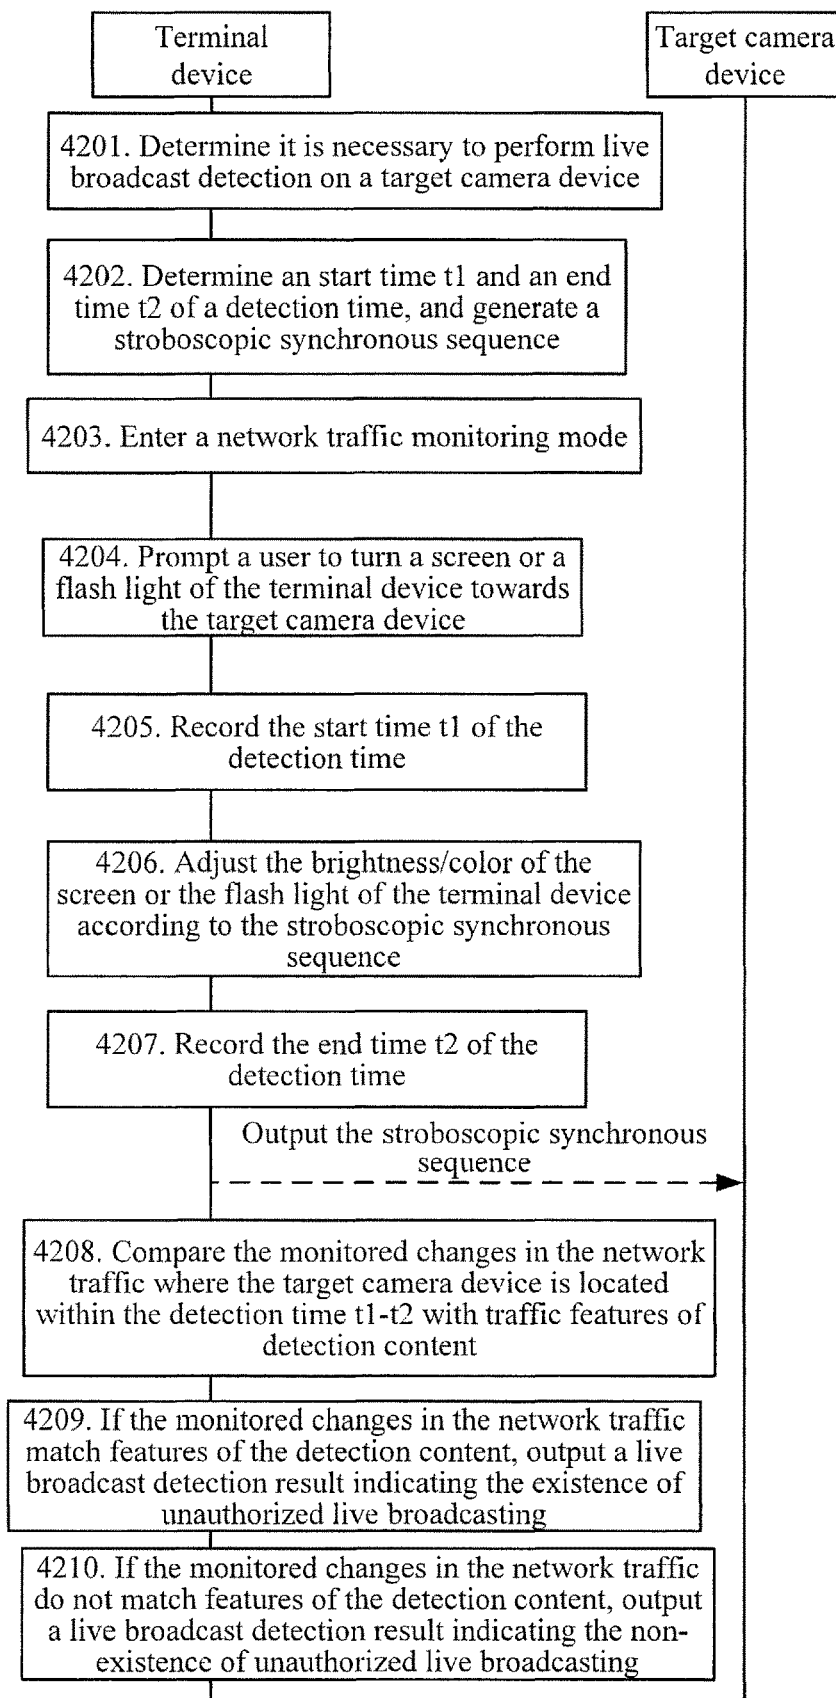 Terminal
device
Target camera
device
4201. Determine it is necessary to perform live
broadcast detection on a target camera device
4202. Determine an start time t1 and an end
time t2 of a detection time, and generate a
stroboscopic synchronous sequence
4203. Enter a network traffic monitoring mode
4204. Prompt a user to turn a screen or a
flash light of the terminal device towards
the target camera device
4205. Record the start time t1 of the
detection time
4206. Adjust the brightness/color of the
screen or the flash light of the terminal device
according to the stroboscopic synchronous
sequence
4207. Record the end time t2 of the
detection time
Output the stroboscopic synchronous
sequence
4208. Compare the monitored changes in the network
traffic where the target camera device is located
within the detection time t1-t2 with traffic features of
detection content
4209. If the monitored changes in the network traffic
match features of the detection content, output a live
broadcast detection result indicating the existence of
unauthorized live broadcasting
4210. If the monitored changes in the network traffic
do not match features of the detection content, output
a live broadcast detection result indicating the non-
existence of unauthorized live broadcasting